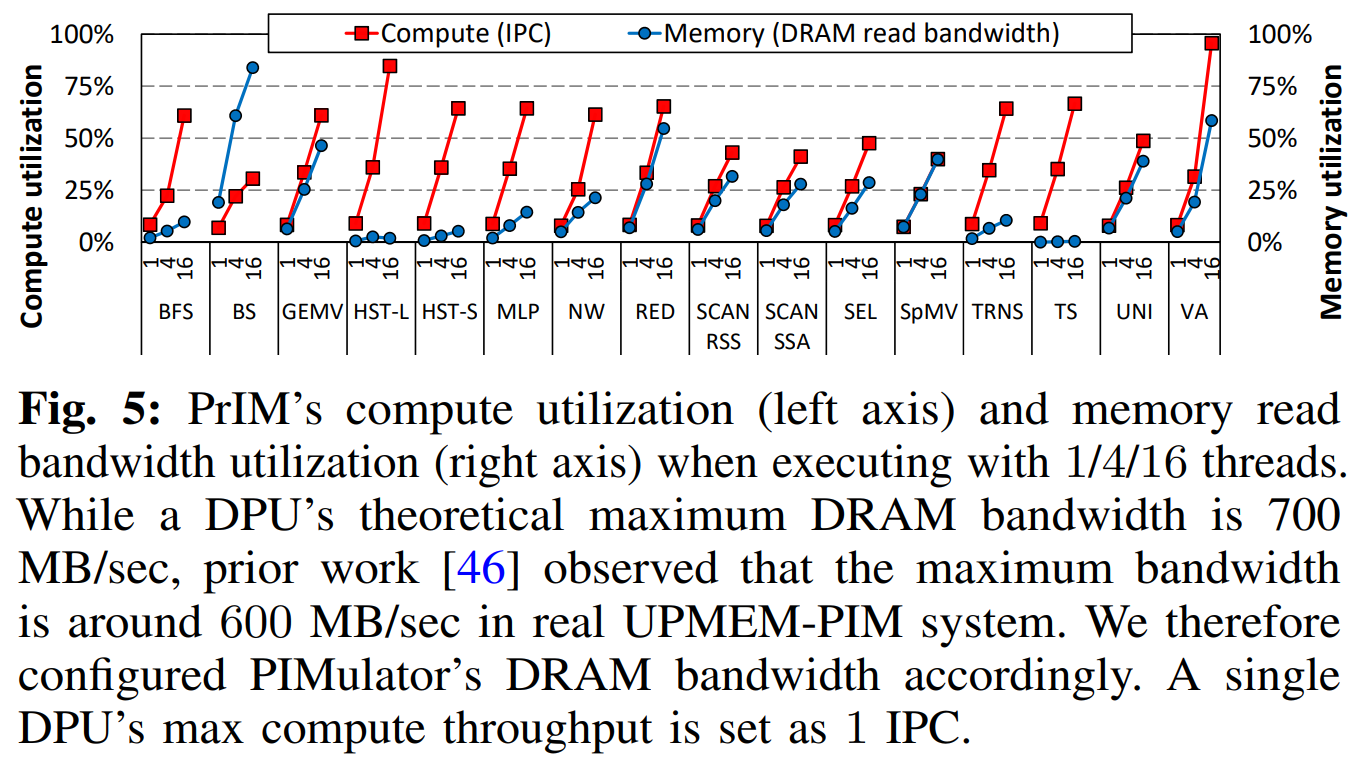 Compute (IPC) Memory (DRAM read bandwidth)
100% 100%
75% 75%
50% 50%
25% 25%
0% 0%
Compute utilization
Memory utilization
1 4 16 1 4 16 1 4 16 1 4 16 1 4 16 1 4 16 1 4 16 1 4 16 1 4 16 1 4 16 1 4 16 1 4 16 1 4 16 1 4 16 1 4 16 1 4 16
BFS BS GEMV HST-L HST-S MLP NW RED SCAN SCAN SEL SpMV TRNS TS UNI VA
RSS SSA
Fig. 5: PrIM's compute utilization (left axis) and memory read
bandwidth utilization (right axis) when executing with 1/4/16 threads.
While a DPU's theoretical maximum DRAM bandwidth is 700
MB/sec, prior work [46] observed that the maximum bandwidth
is around 600 MB/sec in real UPMEM-PIM system. We therefore
configured PIMulator's DRAM bandwidth accordingly. A single
DPU's max compute throughput is set as 1 IPC.